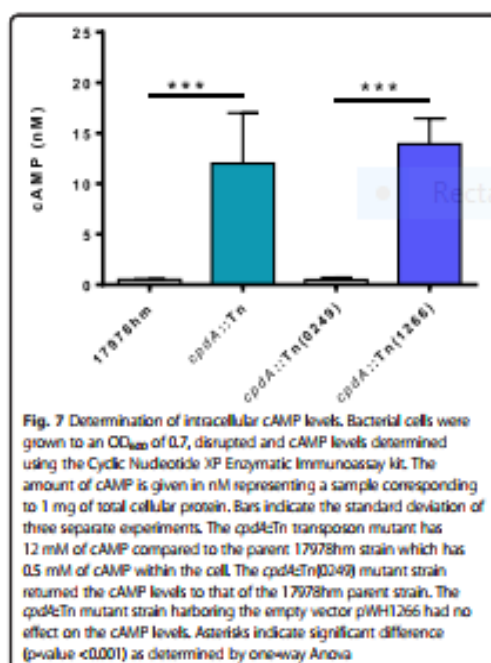 25
20
15
10
5
0
cAMP (nM)
***
***
Recta
17978hm
cpdA::Tn
cpdA::Tn(0249)
cpdA::Tn(1266)
Fig. 7 Determination of intracellular cAMP levels. Bacterial cells were
grown to an OD600 of 0.7, disrupted and cAMP levels determined
using the Cyclic Nucleotide XP Enzymatic Immunoassay kit. The
amount of cAMP is given in nM representing a sample corresponding
to 1 mg of total cellular protein. Bars indicate the standard deviation of
three separate experiments. The cpdA::Tn transposon mutant has
12 mM of cAMP compared to the parent 17978hm strain which has
0.5 mM of cAMP within the cell. The cpdA::Tn(0249) mutant strain
returned the cAMP levels to that of the 17978hm parent strain. The
cpdA::Tn mutant strain harboring the empty vector pWH1266 had no
effect on the cAMP levels. Asterisks indicate significant difference
(p-value <0.001) as determined by one-way Anova